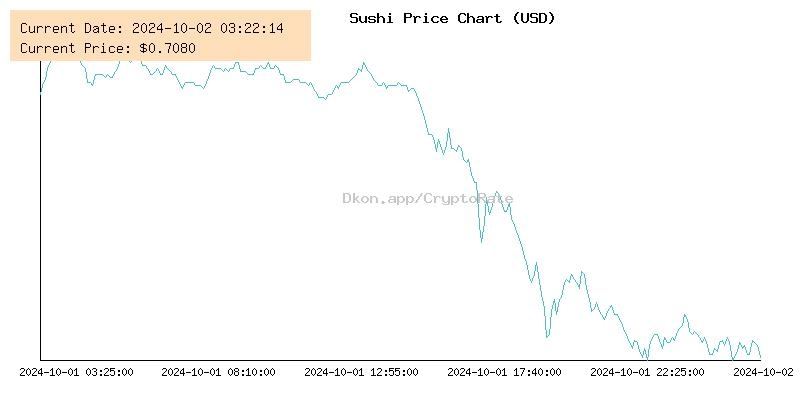 Sushi Price Chart (USD)
Current Date: 2024-10-02 03:22:14
Current Price: $0.7080
Dkon.app/CryptoRate
2024-10-01 03:25:00
2024-10-01 08:10:00
2024-10-01 12:55:00
2024-10-01 17:40:00
2024-10-01 22:25:00
2024-10-02